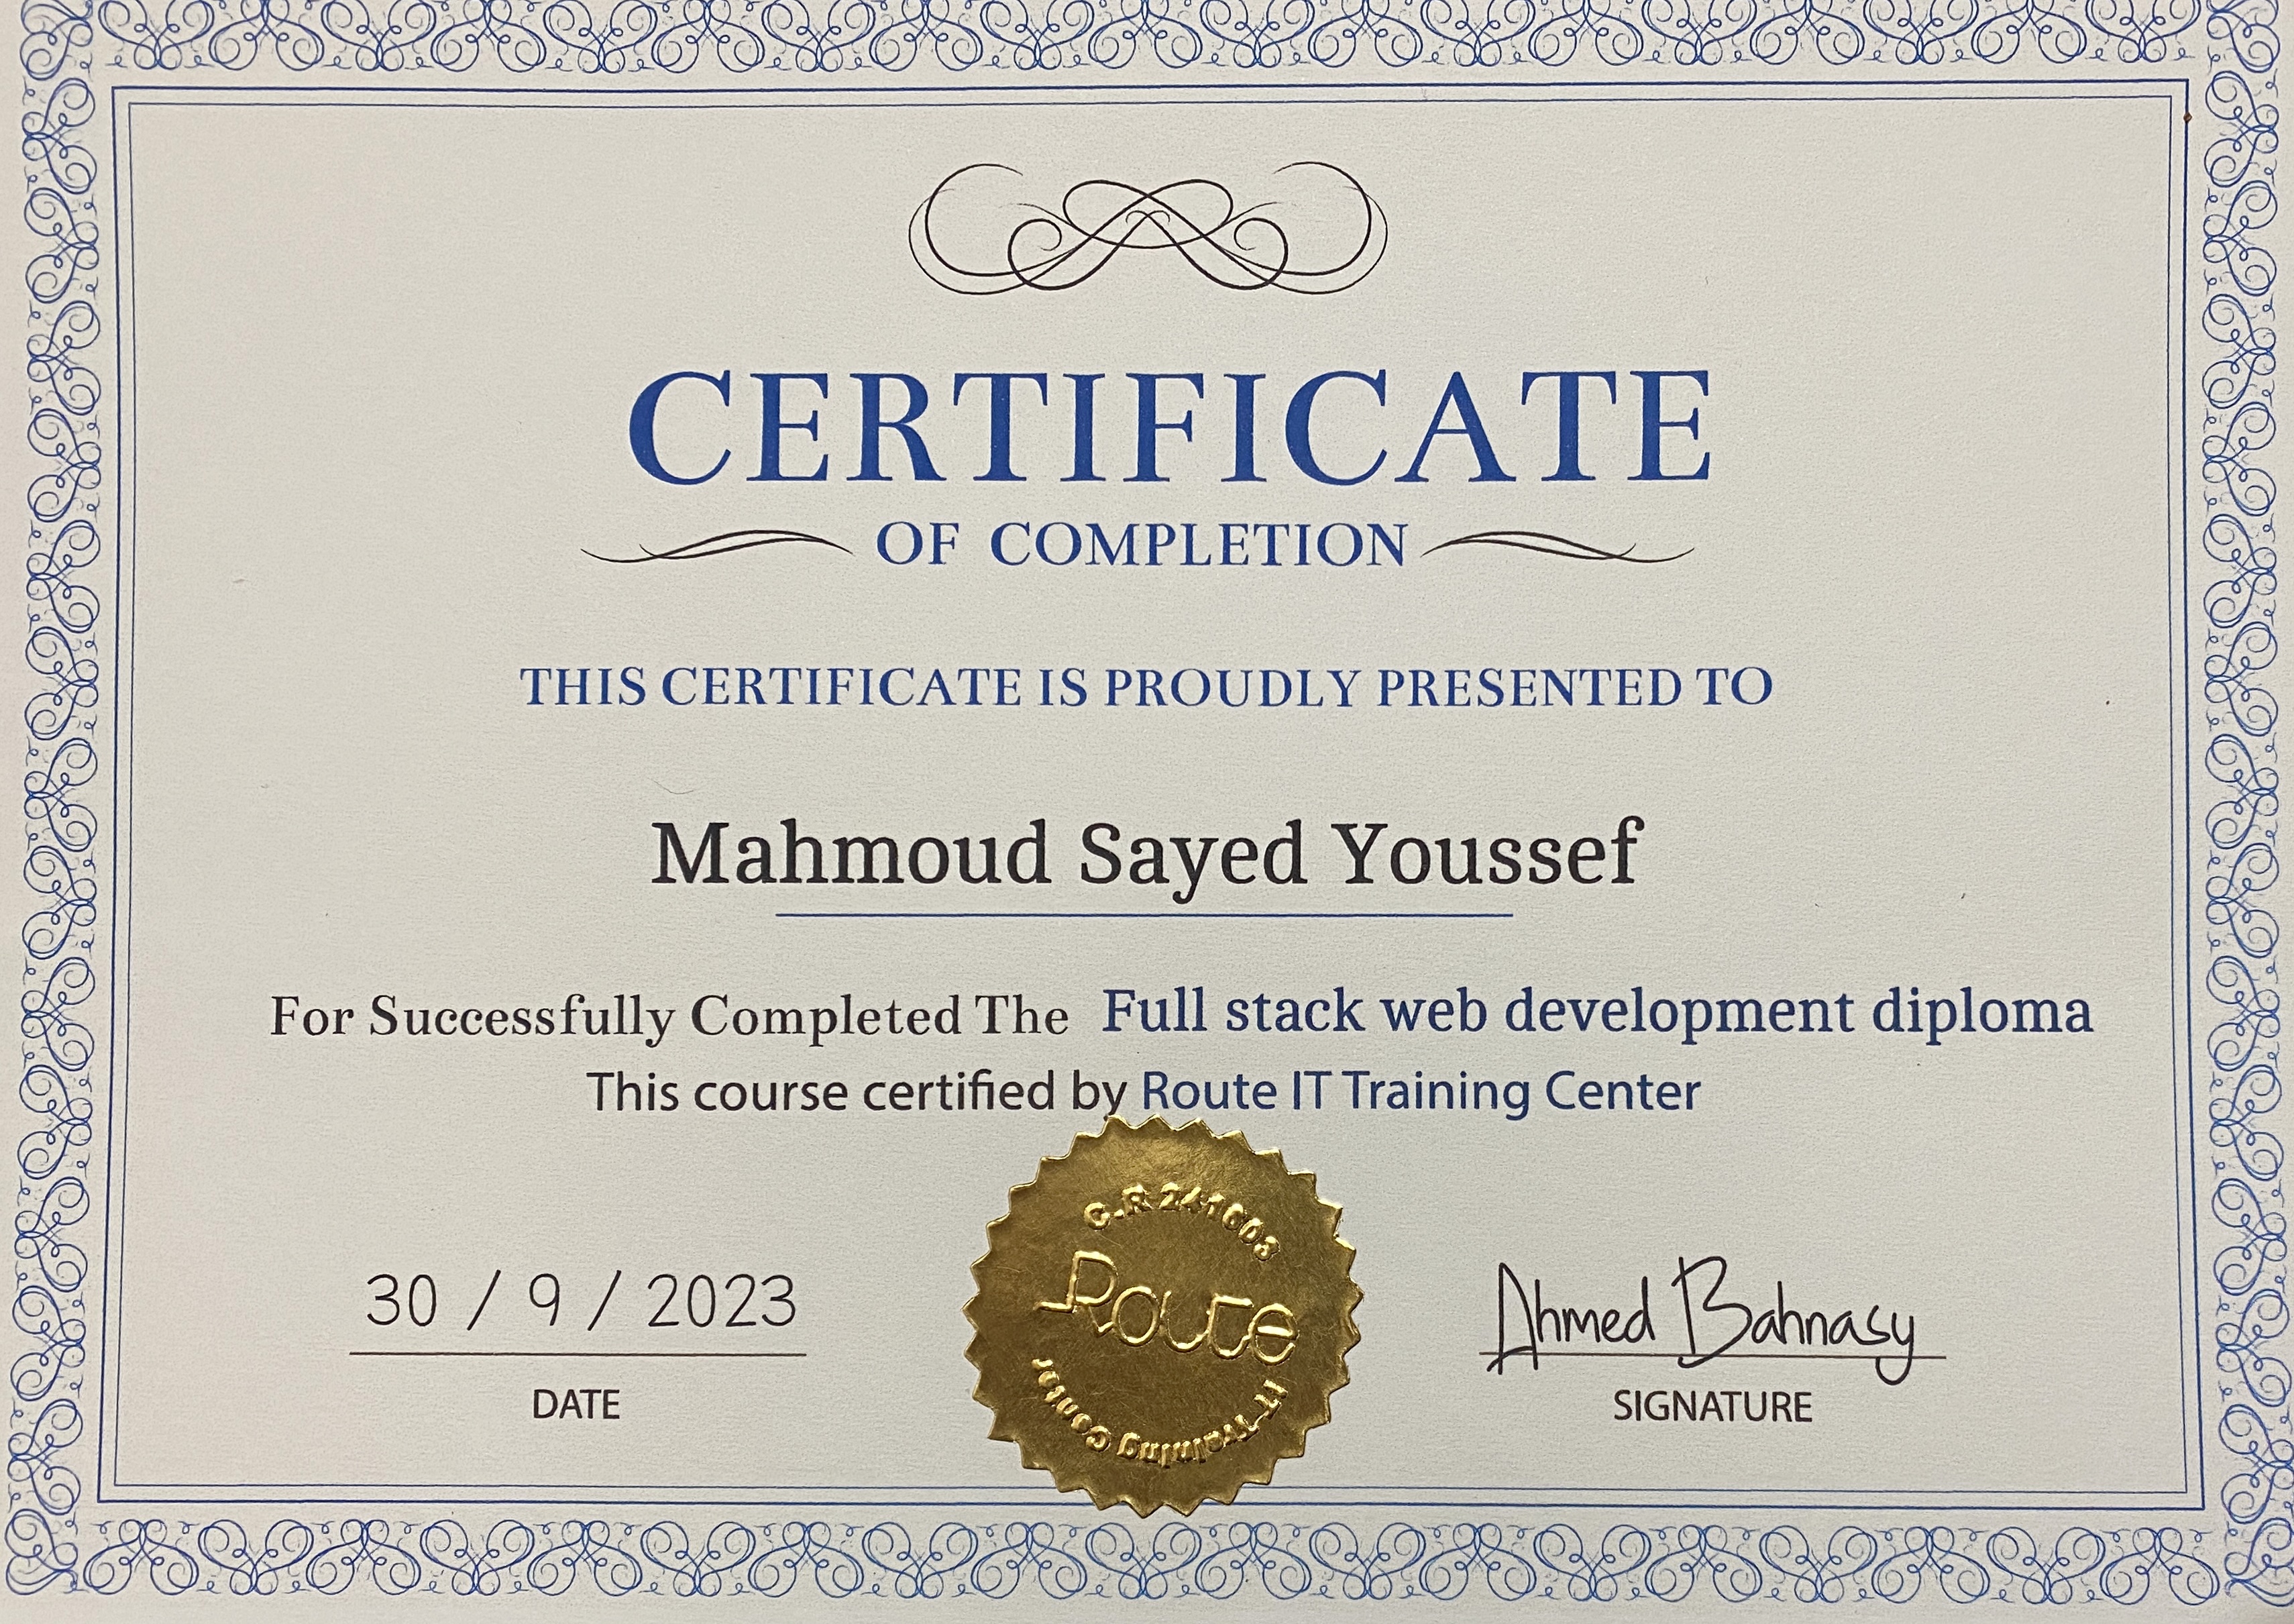 CERTIFICATE
OF COMPLETION
THIS CERTIFICATE IS PROUDLY PRESENTED TO
Mahmoud Sayed Youssef
For Successfully Completed The Full stack web development diploma
This course certified by Route IT Training Center
C.R 241603
Route
IT-Training Center
30 / 9 / 2023
DATE
Ahmed Bahnasy
SIGNATURE